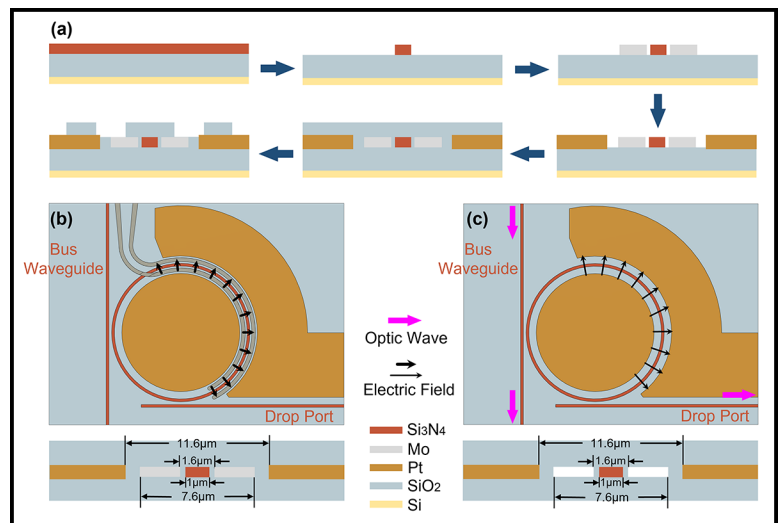 (a)
(b)
Bus
Waveguide
Drop Port
11.6μm
1.6μm
1μm
7.6μm
Optic Wave
Electric Field
Si3N4
Mo
Pt
SiO2
Si
(c)
Bus
Waveguide
Drop Port
11.6μm
1.6μm
1μm
7.6μm